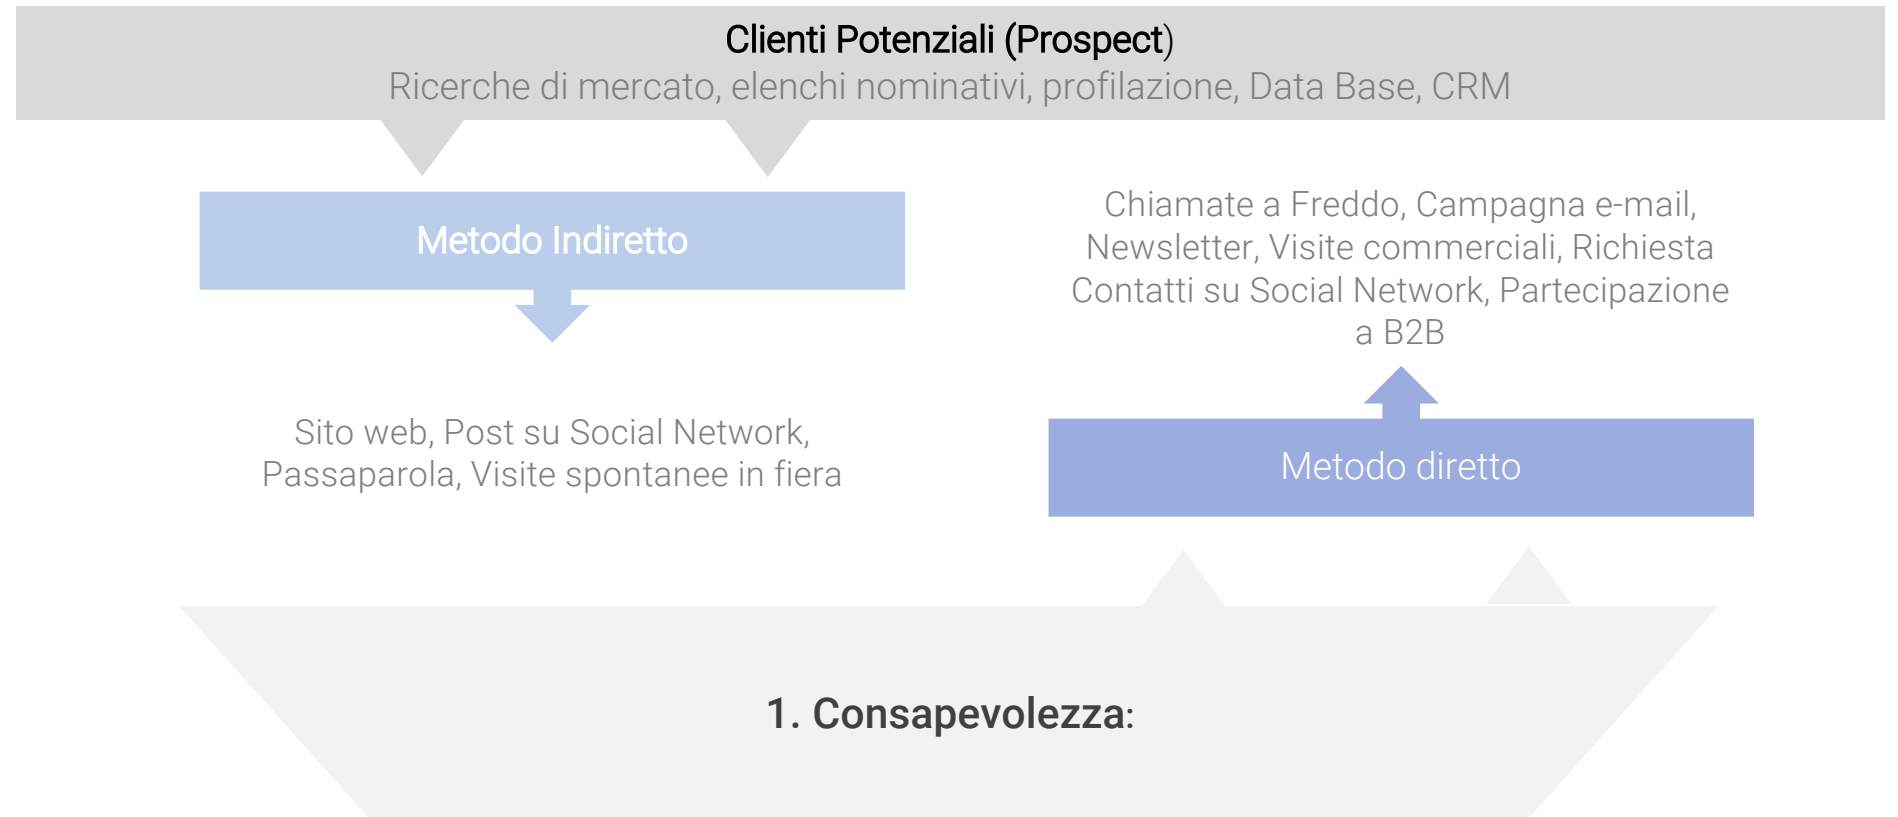 Clienti Potenziali (Prospect)
Ricerche di mercato, elenchi nominativi, profilazione, Data Base, CRM
Metodo Indiretto
Sito web, Post su Social Network,
Passaparola, Visite spontanee in fiera
Chiamate a Freddo, Campagna e-mail,
Newsletter, Visite commerciali, Richiesta
Contatti su Social Network, Partecipazione
a B2B
Metodo diretto
1. Consapevolezza: